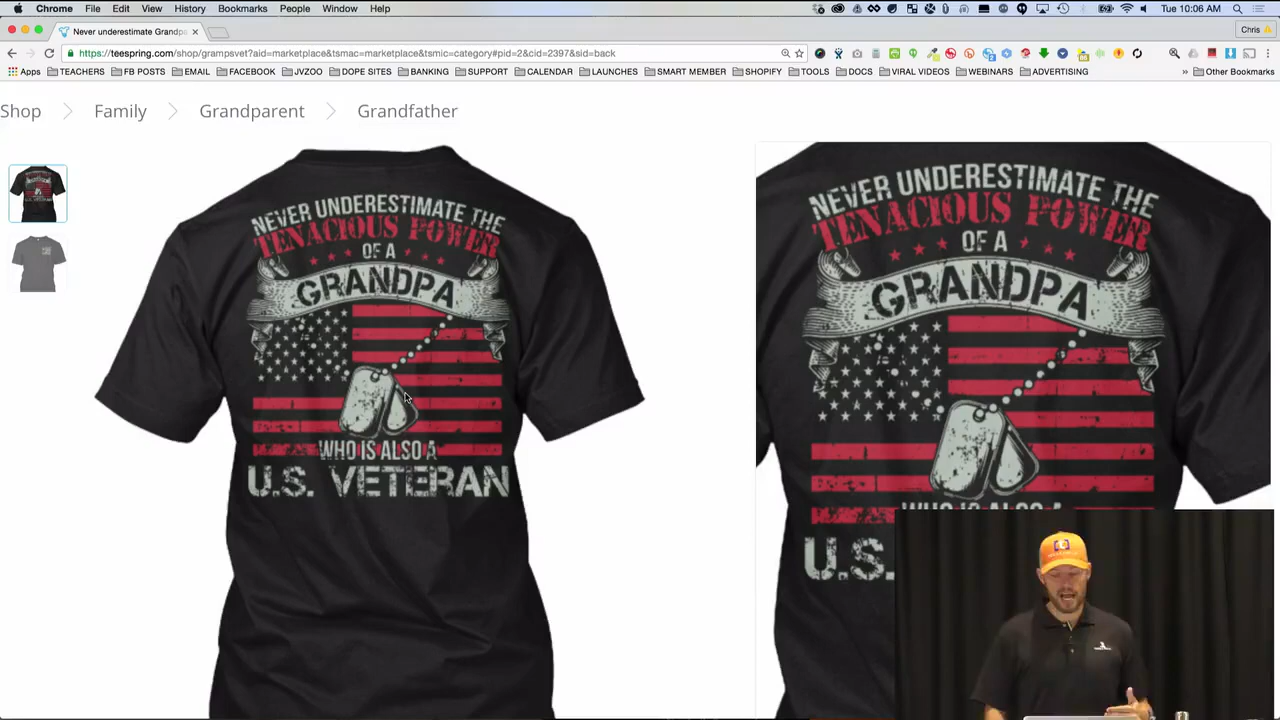 Chrome File Edit View History Bookmarks People Window Help
Tue 10:06 AM
Never underestimate Grandpa
Chris
https://teespring.com/shop/grampsvet?aid=marketplace&tsmac=marketplace&tsmic=category#pid=2&cid=2397&sid=back
Apps TEACHERS FB POSTS EMAIL FACEBOOK JVZOO DOPE SITES BANKING SUPPORT CALENDAR LAUNCHES SMART MEMBER SHOPIFY TOOLS DOCS VIRAL VIDEOS WEBINARS ADVERTISING » Other Bookmarks
Shop Family Grandparent Grandfather
NEVER UNDERESTIMATE THE
TENACIOUS POWER
OF A
GRANDPA
WHO IS ALSO A
U.S. VETERAN
NEVER UNDERESTIMATE THE
TENACIOUS POWER
OF A
GRANDPA
WHO IS ALSO A
U.S.